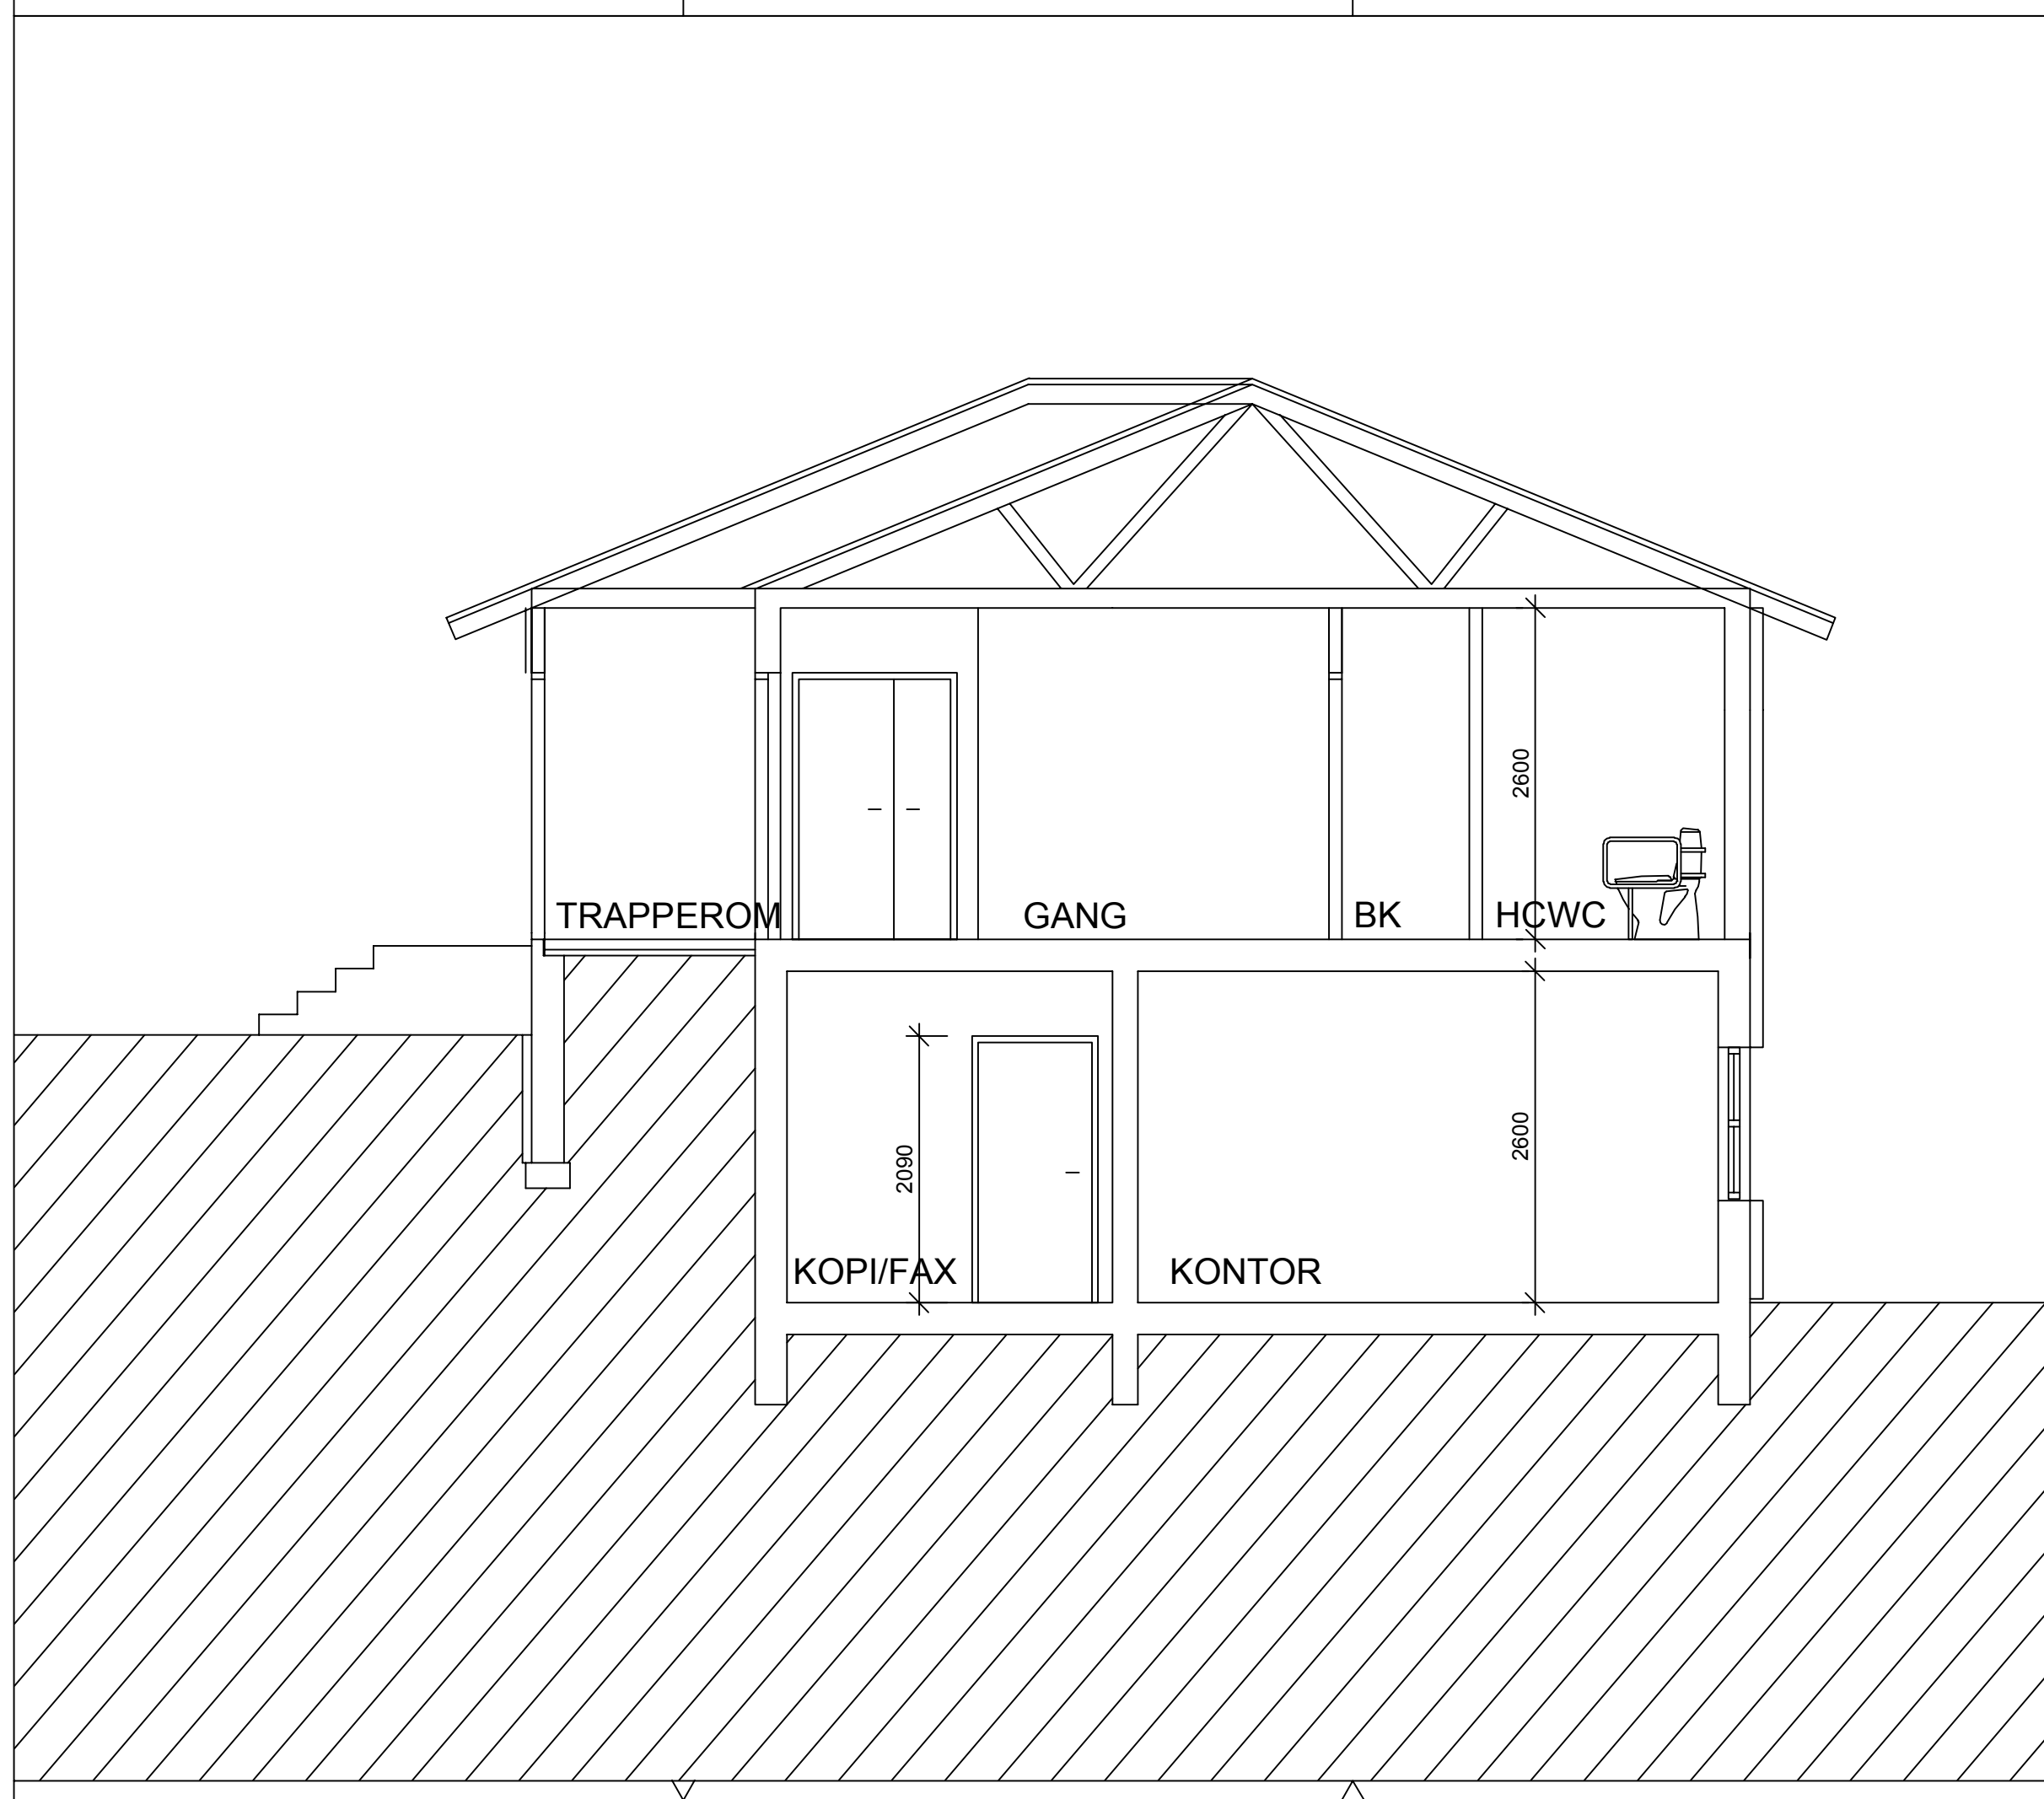 2600
TRAPPEROM
GANG
BK
HCWC
2090
2600
KOPI/FAX
KONTOR